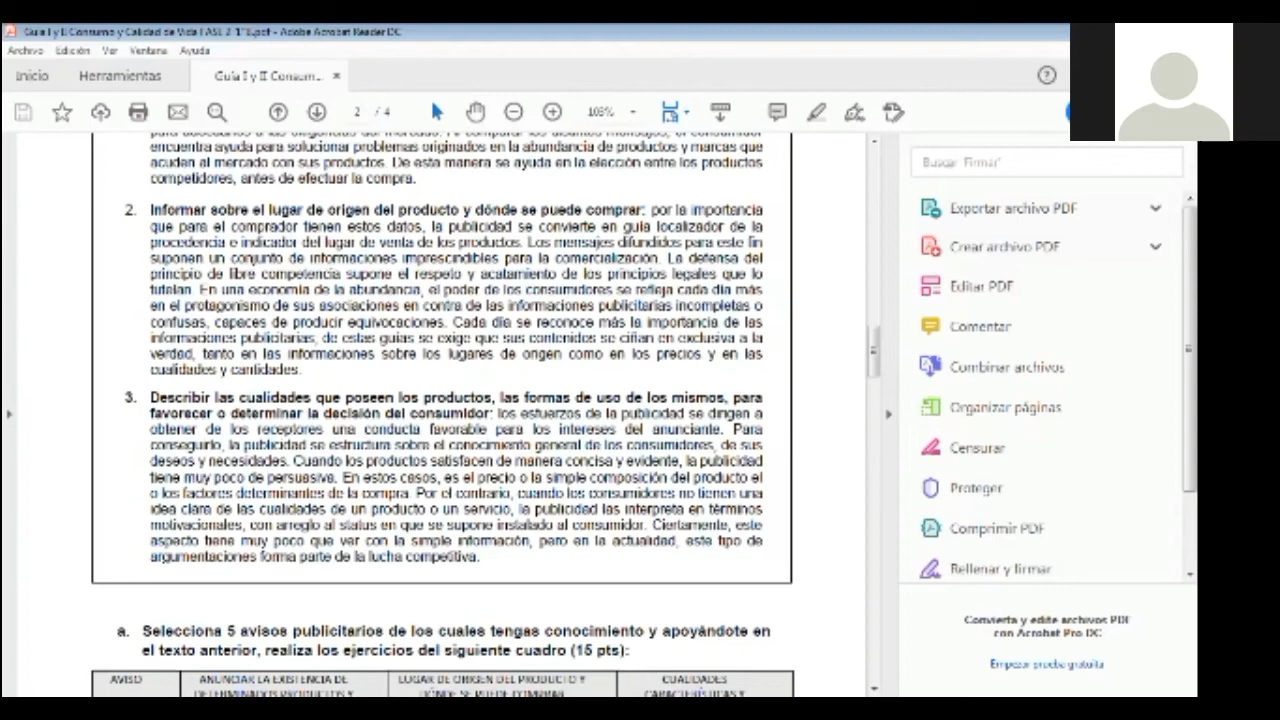 Guía I y II Consumo y Calidad de Vida FASE 2 1°B.pdf - Adobe Acrobat Reader DC
Archivo Edición Ver Ventana Ayuda
Inicio Herramientas Guía I y II Consum... ×
2 / 4 103%
encuentra ayuda para solucionar problemas originados en la abundancia de productos y marcas que
acuden al mercado con sus productos. De esta manera se ayuda en la elección entre los productos
competidores, antes de efectuar la compra.
2. Informar sobre el lugar de origen del producto y dónde se puede comprar: por la importancia
que para el comprador tienen estos datos, la publicidad se convierte en guía localizador de la
procedencia e indicador del lugar de venta de los productos. Los mensajes difundidos para este fin
suponen un conjunto de informaciones imprescindibles para la comercialización. La defensa del
principio de libre competencia supone el respeto y acatamiento de los principios legales que lo
tutelan. En una economía de la abundancia, el poder de los consumidores se refleja cada día más
en el protagonismo de sus asociaciones en contra de las informaciones publicitarias incompletas o
confusas, capaces de producir equivocaciones. Cada día se reconoce más la importancia de las
informaciones publicitarias, de estas guías se exige que sus contenidos se ciñan en exclusiva a la
verdad, tanto en las informaciones sobre los lugares de origen como en los precios y en las
cualidades y cantidades.
3. Describir las cualidades que poseen los productos, las formas de uso de los mismos, para
favorecer o determinar la decisión del consumidor: los esfuerzos de la publicidad se dirigen a
obtener de los receptores una conducta favorable para los intereses del anunciante. Para
conseguirlo, la publicidad se estructura sobre el conocimiento general de los consumidores, de sus
deseos y necesidades. Cuando los productos satisfacen de manera concisa y evidente, la publicidad
tiene muy poco de persuasiva. En estos casos, es el precio o la simple composición del producto el
o los factores determinantes de la compra. Por el contrario, cuando los consumidores no tienen una
idea clara de las cualidades de un producto o un servicio, la publicidad las interpreta en términos
motivacionales, con arreglo al status en que se supone instalado al consumidor. Ciertamente, este
aspecto tiene muy poco que ver con la simple información, pero en la actualidad, este tipo de
argumentaciones forma parte de la lucha competitiva.
a. Selecciona 5 avisos publicitarios de los cuales tengas conocimiento y apoyándote en
el texto anterior, realiza los ejercicios del siguiente cuadro (15 pts):
AVISO ANUNCIAR LA EXISTENCIA DE LUGAR DE ORIGEN DEL PRODUCTO Y CUALIDADES
DETERMINADOS PRODUCTOS Y DÓNDE SE PUEDE COMPRAR CARACTERÍSTICAS Y
Buscar 'Firmar'
Exportar archivo PDF
Crear archivo PDF
Editar PDF
Comentar
Combinar archivos
Organizar páginas
Censurar
Proteger
Comprimir PDF
Rellenar y firmar
Convierta y edite archivos PDF
con Acrobat Pro DC
Empezar prueba gratuita